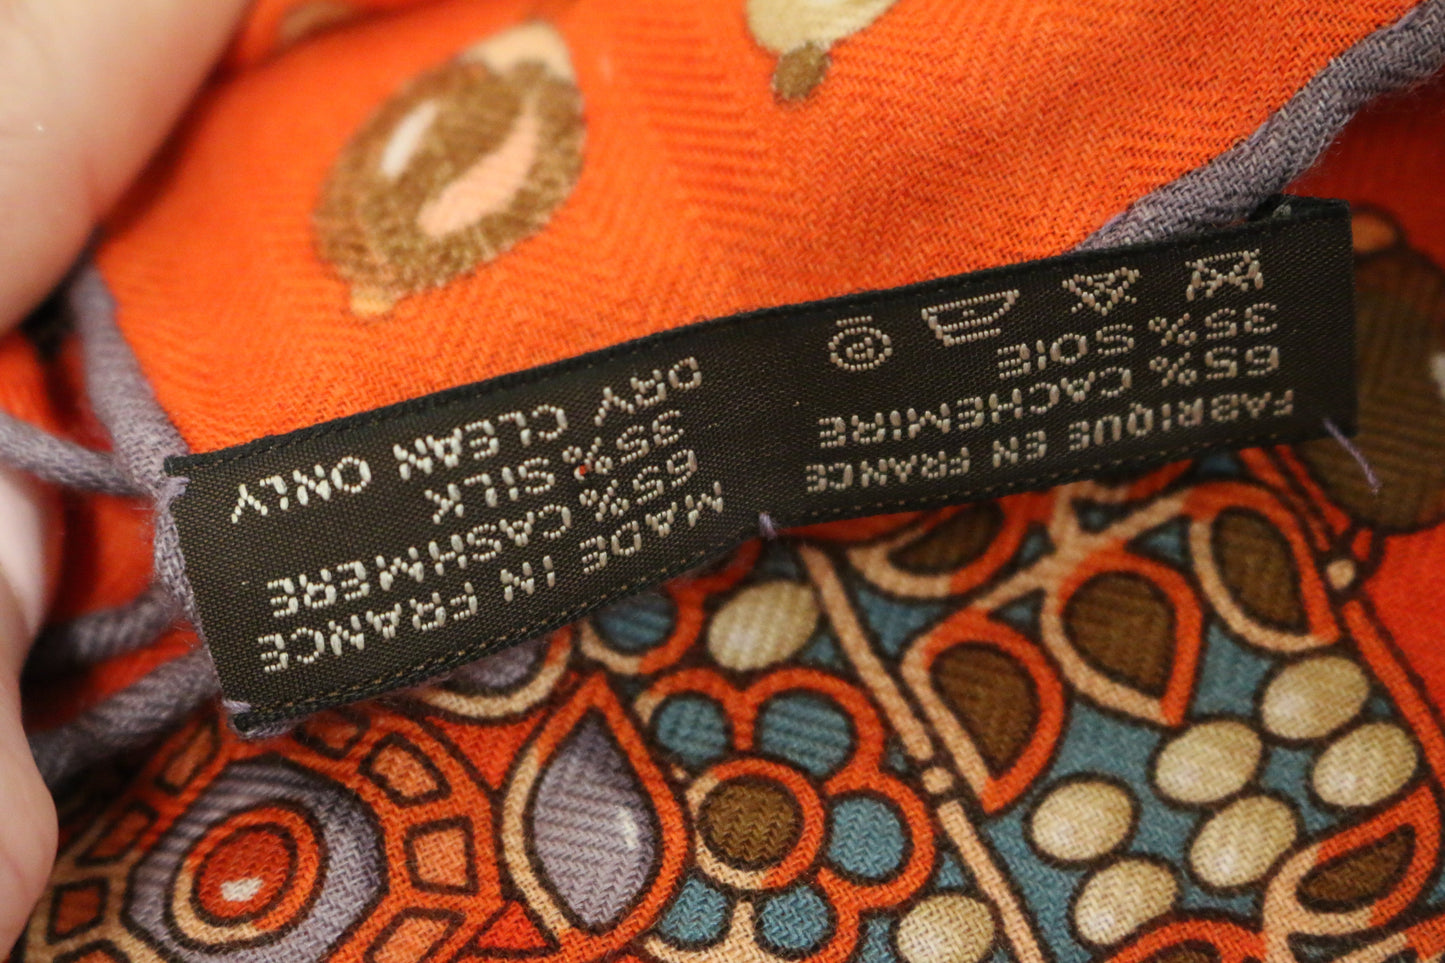 FABRIQUE EN FRANCE
65% CACHEMIRE
35% SOIE
MADE IN FRANCE
65% CASHMERE
35% SILK
DRY CLEAN ONLY